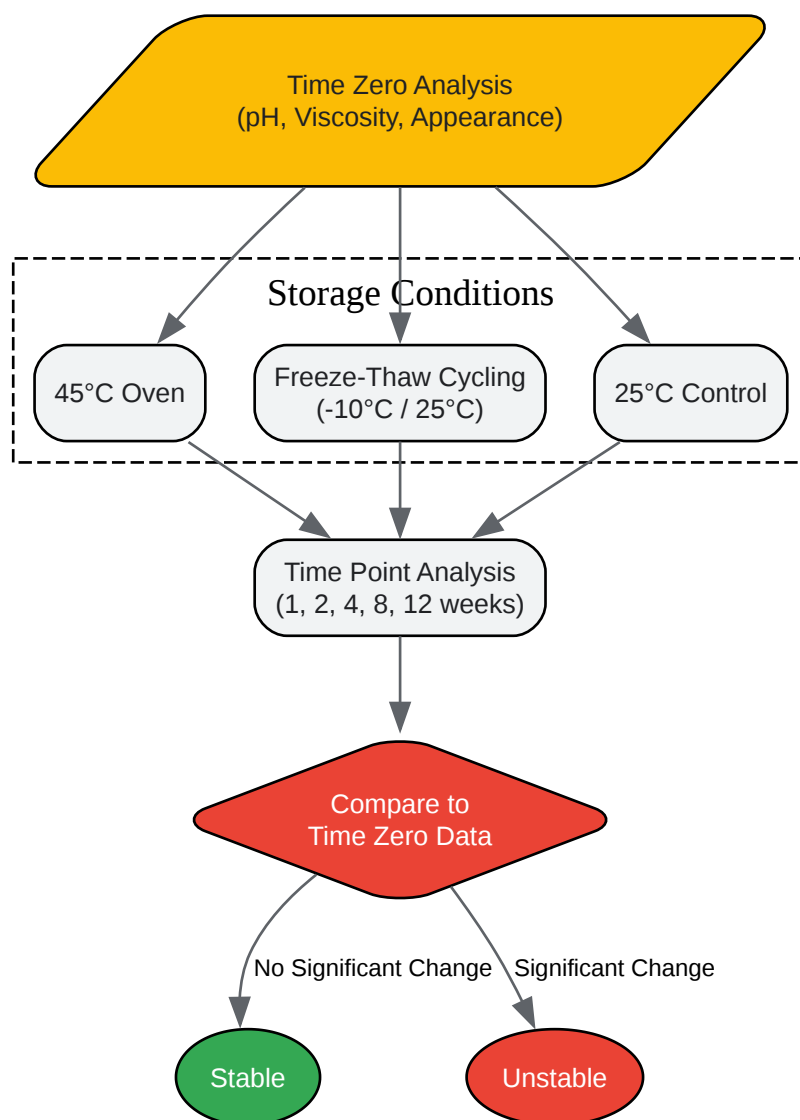 Time Zero Analysis
(pH, Viscosity, Appearance)
Storage Conditions
45°C Oven
Freeze-Thaw Cycling
(-10°C / 25°C)
25°C Control
Time Point Analysis
(1, 2, 4, 8, 12 weeks)
Compare to
Time Zero Data
No Significant Change
Significant Change
Stable
Unstable